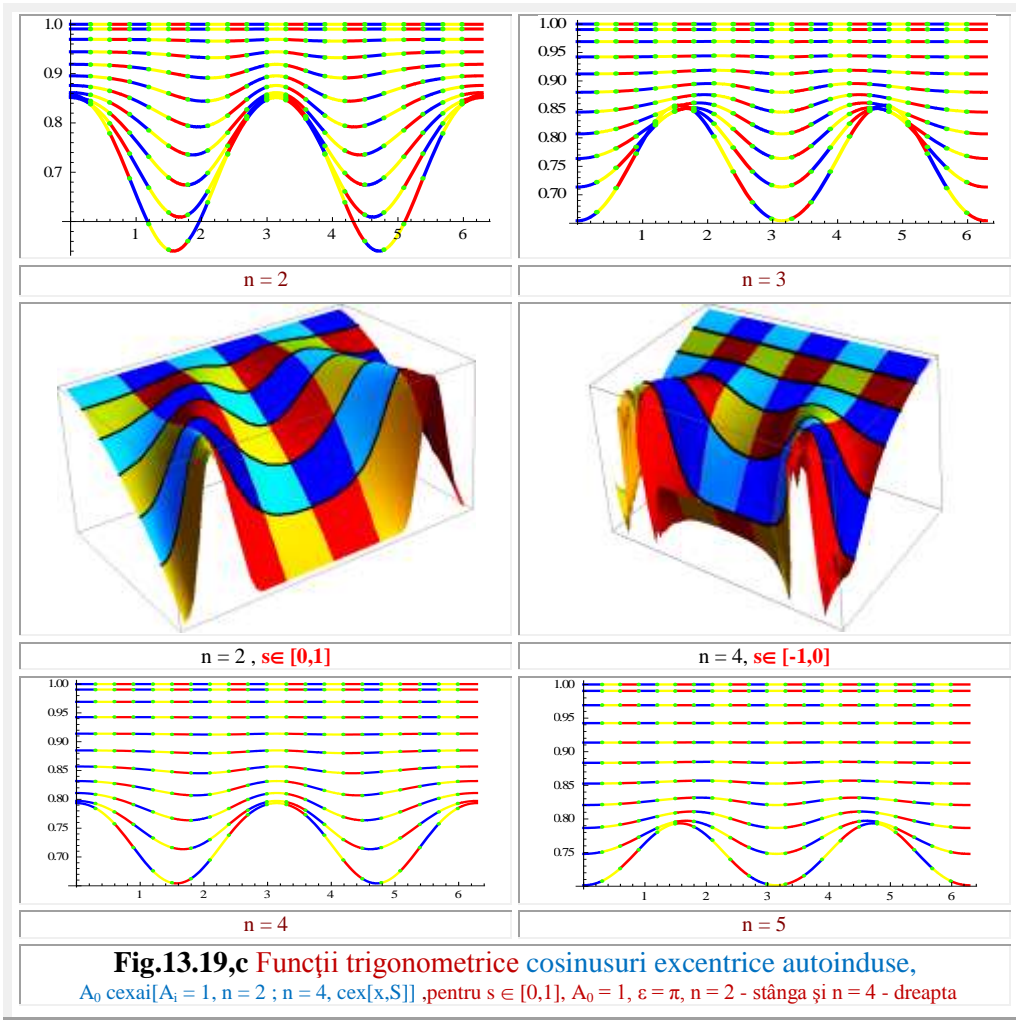 1.0
0.9
0.8
0.7
1 2 3 4 5 6
1.00
0.95
0.90
0.85
0.80
0.75
0.70
1 2 3 4 5 6
n = 2
n = 3
n = 2 , s∈ [0,1]
n = 4, s∈ [-1,0]
1.00
0.95
0.90
0.85
0.80
0.75
0.70
1 2 3 4 5 6
1.00
0.95
0.90
0.85
0.80
0.75
1 2 3 4 5 6
n = 4
n = 5
Fig.13.19,c Funcţii trigonometrice cosinusuri excentrice autoinduse,
A₀ cexai[Aᵢ = 1, n = 2 ; n = 4, cex[x,S]] ,pentru s ∈ [0,1], A₀ = 1, ε = π, n = 2 - stânga şi n = 4 - dreapta